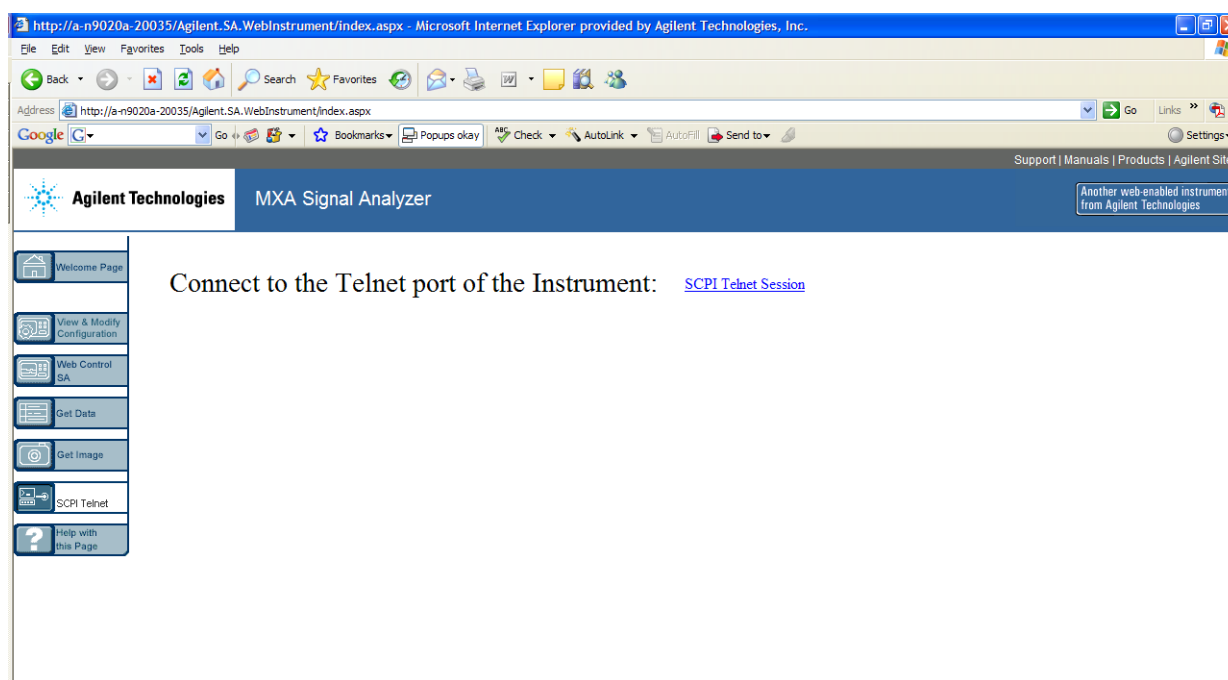 http://a-n9020a-20035/Agilent.SA.WebInstrument/index.aspx - Microsoft Internet Explorer provided by Agilent Technologies, Inc.
File Edit View Favorites Tools Help
Back Search Favorites
Address http://a-n9020a-20035/Agilent.SA.WebInstrument/index.aspx Go Links »
Google G Go Bookmarks Popups okay ABC Check AutoLink AutoFill Send to Settings
Support | Manuals | Products | Agilent Site
Agilent Technologies MXA Signal Analyzer
Another web-enabled instrument
from Agilent Technologies
Welcome Page
Connect to the Telnet port of the Instrument: SCPI Telnet Session
View & Modify
Configuration
Web Control
SA
Get Data
Get Image
SCPI Telnet
Help with
this Page